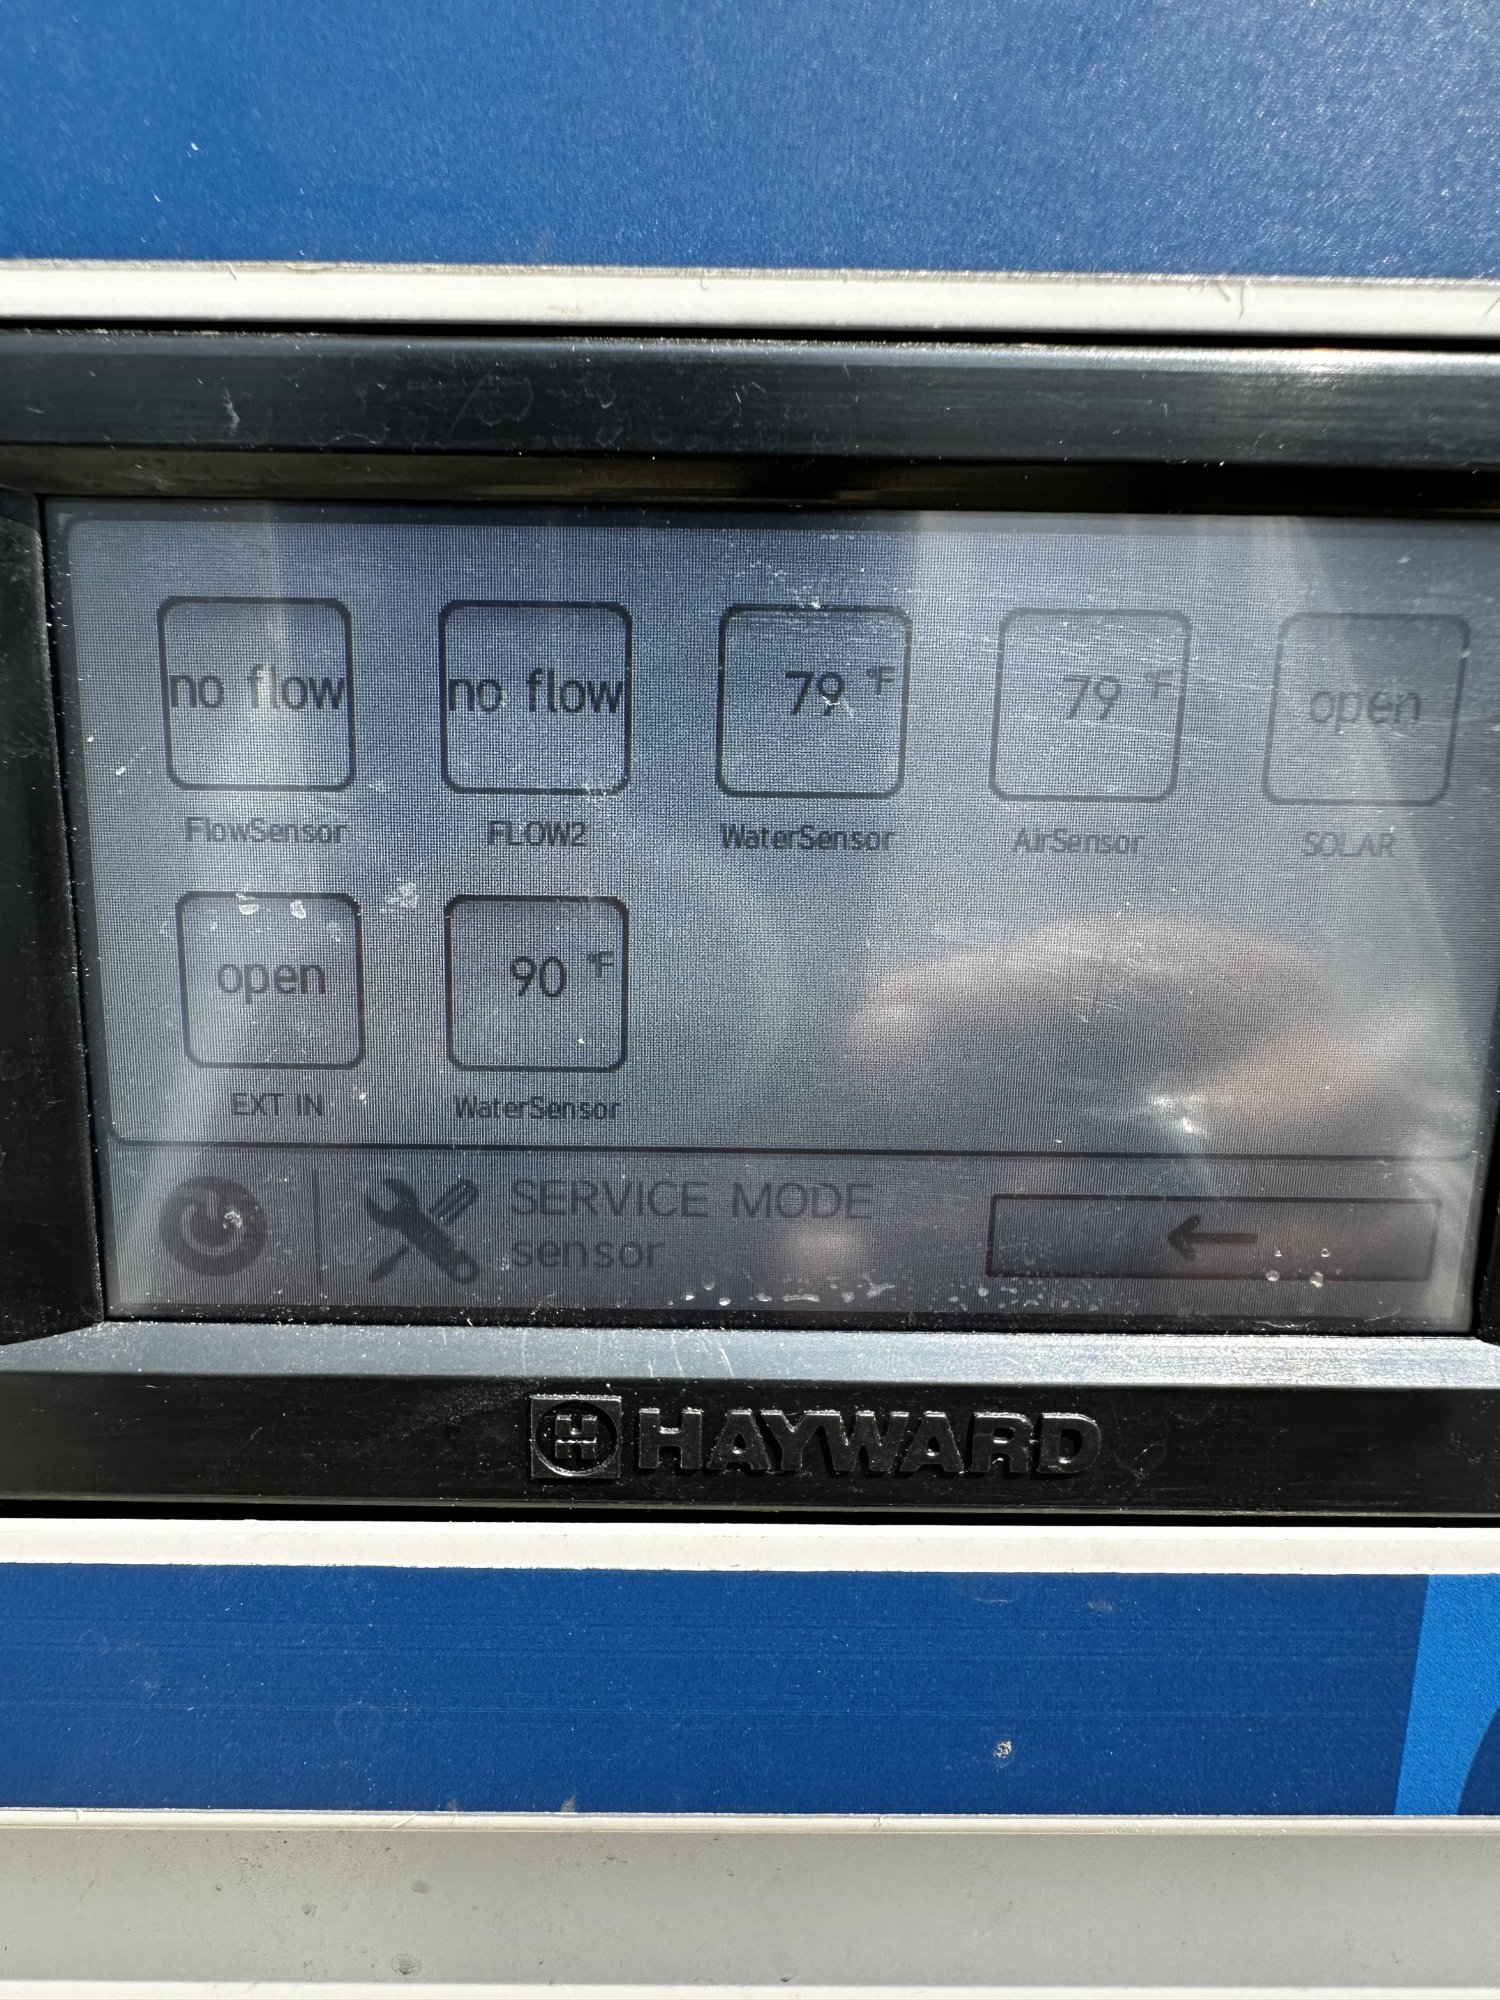 no flow no flow 79 °F 79 °F open
FlowSensor FLOW2 WaterSensor AirSensor SOLAR
open 90 °F
EXT IN WaterSensor
SERVICE MODE
sensor
HAYWARD